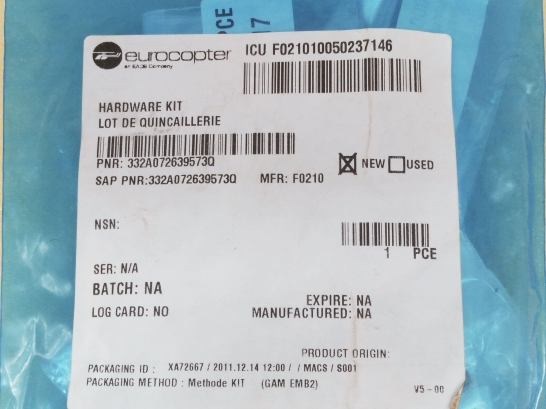 PCE
17
eurocopter
an EADS Company
ICU F021010050237146
HARDWARE KIT
LOT DE QUINCAILLERIE
PNR: 332A072639573Q
SAP PNR:332A072639573Q MFR: F0210
NEW USED
NSN:
1 PCE
SER: N/A
BATCH: NA
LOG CARD: NO
EXPIRE: NA
MANUFACTURED: NA
PRODUCT ORIGIN:
PACKAGING ID : XA72667 / 2011.12.14 12:00 / / MACS / S001
PACKAGING METHOD : Methode KIT (GAM EMB2)
V5-00